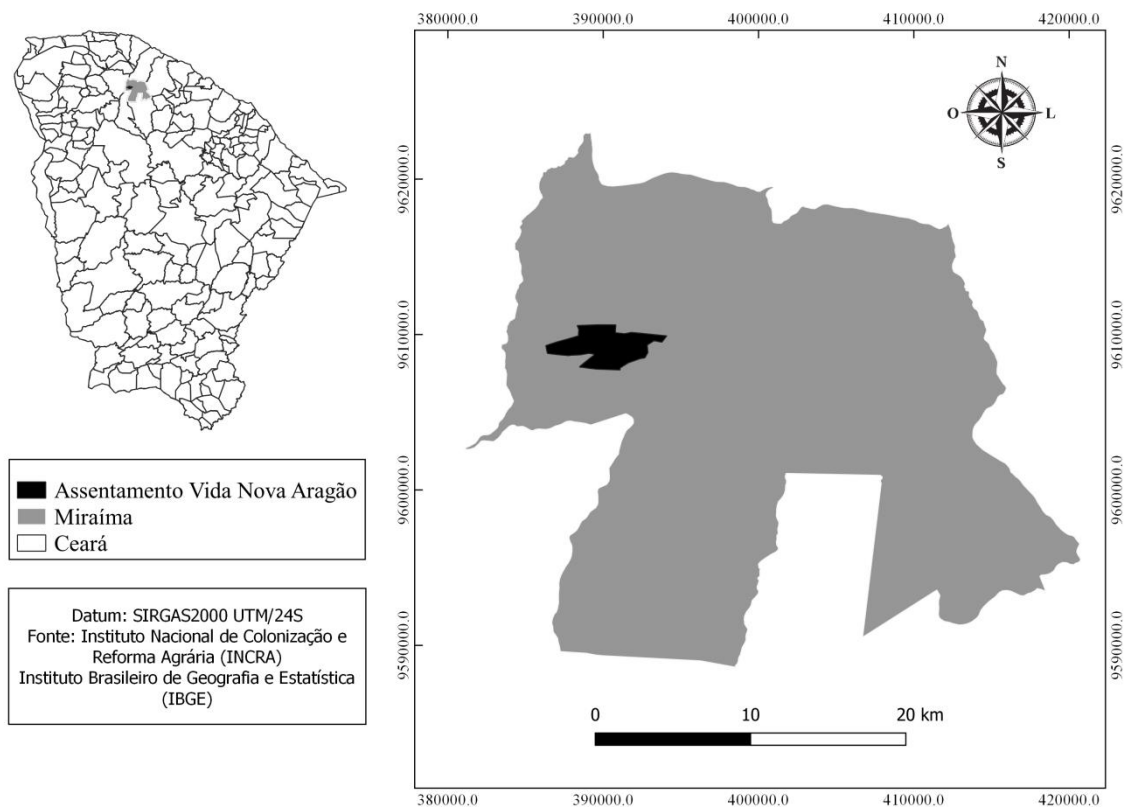 380000.0 390000.0 400000.0 410000.0 420000.0
N
O L
S
9620000.0 9620000.0
9610000.0 9610000.0
9600000.0 9600000.0
9590000.0 9590000.0
Assentamento Vida Nova Aragão
Miraíma
Ceará
Datum: SIRGAS2000 UTM/24S
Fonte: Instituto Nacional de Colonização e
Reforma Agrária (INCRA)
Instituto Brasileiro de Geografia e Estatística
(IBGE)
0 10 20 km
380000.0 390000.0 400000.0 410000.0 420000.0